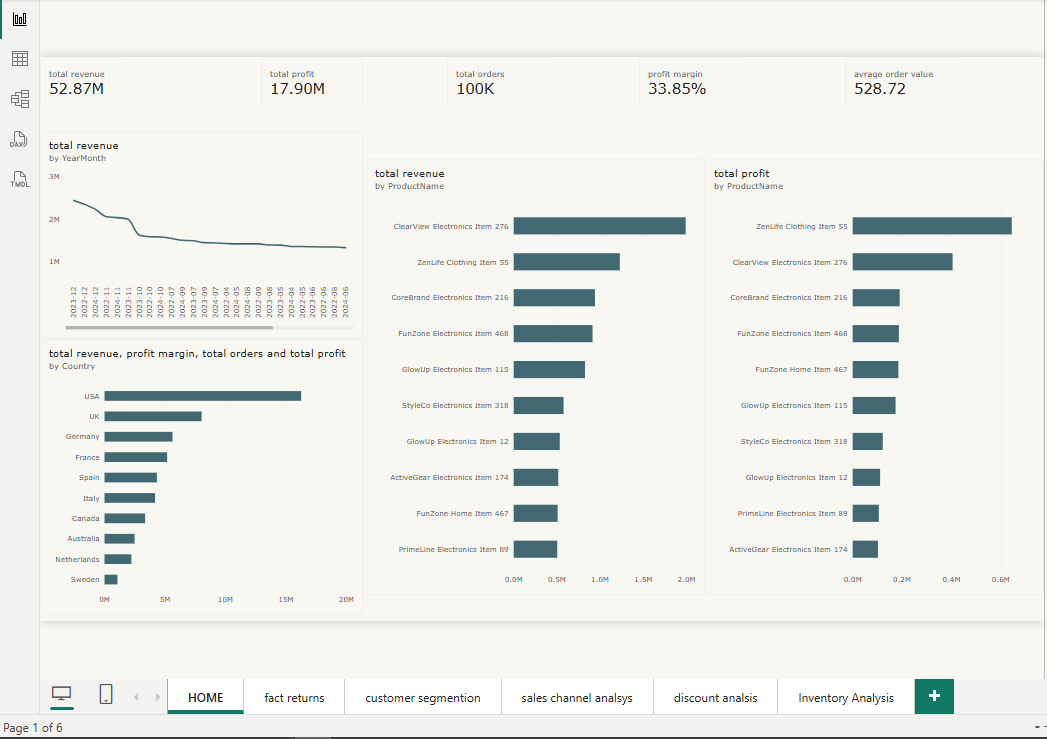 total revenue
52.87M
total profit
17.90M
total orders
100K
profit margin
33.85%
avrage order value
528.72
DAX
TMDL
total revenue
by YearMonth
3M
2M
1M
2023-12
2022-12
2024-12
2022-11
2024-11
2023-11
2023-10
2022-10
2024-10
2022-07
2024-09
2023-07
2023-09
2024-07
2022-05
2024-08
2022-08
2022-09
2023-08
2023-05
2024-04
2022-05
2023-06
2022-06
2022-08
2024-06
total revenue, profit margin, total orders and total profit
by Country
USA
UK
Germany
France
Spain
Italy
Canada
Australia
Netherlands
Sweden
0M 5M 10M 15M 20M
total revenue
by ProductName
ClearView Electronics Item 276
ZenLife Clothing Item 55
CoreBrand Electronics Item 216
FunZone Electronics Item 468
GlowUp Electronics Item 115
StyleCo Electronics Item 318
GlowUp Electronics Item 12
ActiveGear Electronics Item 174
FunZone Home Item 467
PrimeLine Electronics Item 89
0.0M 0.5M 1.0M 1.5M 2.0M
total profit
by ProductName
ZenLife Clothing Item 55
ClearView Electronics Item 276
CoreBrand Electronics Item 216
FunZone Electronics Item 468
FunZone Home Item 467
GlowUp Electronics Item 115
StyleCo Electronics Item 318
GlowUp Electronics Item 12
PrimeLine Electronics Item 89
ActiveGear Electronics Item 174
0.0M 0.2M 0.4M 0.6M
HOME
fact returns
customer segmention
sales channel analsys
discount analsis
Inventory Analysis
+
Page 1 of 6